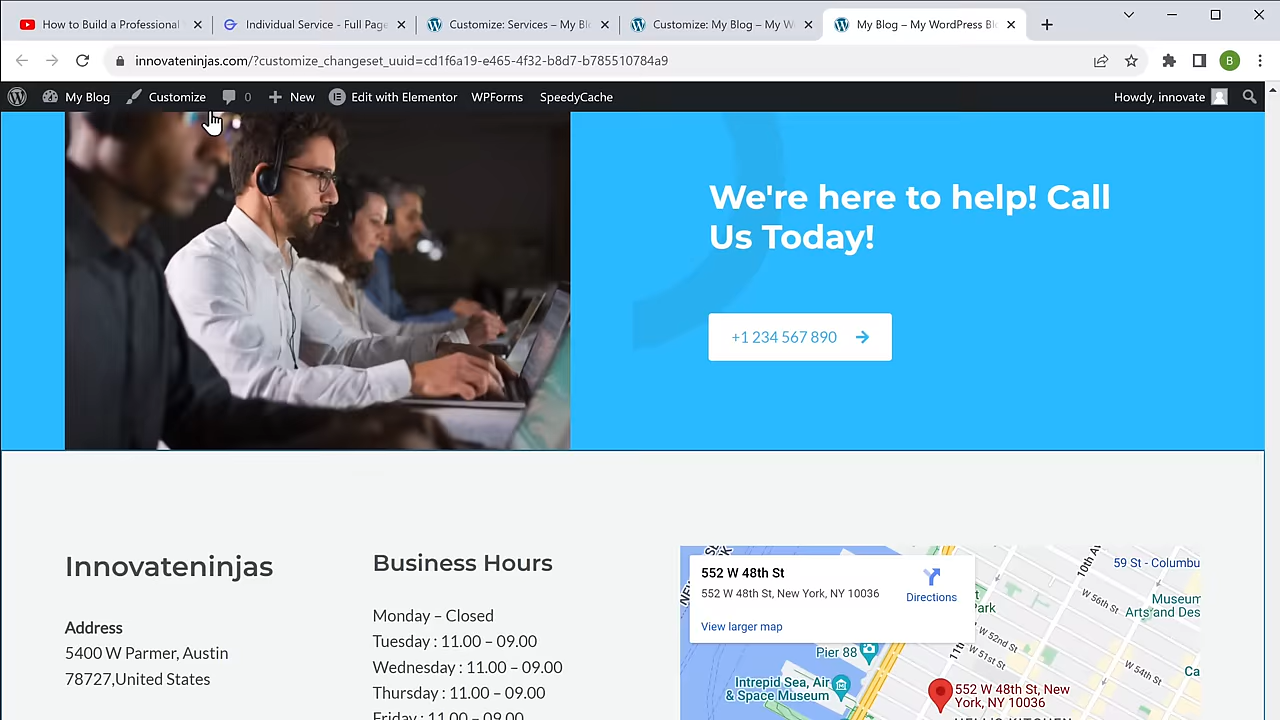 How to Build a Professional
Individual Service - Full Page
Customize: Services – My Bl
Customize: My Blog – My W
My Blog – My WordPress Bl
innovateninjas.com/?customize_changeset_uuid=cd1f6a19-e465-4f32-b8d7-b785510784a9
B
My Blog
Customize
0
New
Edit with Elementor
WPForms
SpeedyCache
Howdy, innovate
We're here to help! Call
Us Today!
+1 234 567 890
Innovateninjas
Address
5400 W Parmer, Austin
78727,United States
Business Hours
Monday – Closed
Tuesday : 11.00 – 09.00
Wednesday : 11.00 – 09.00
Thursday : 11.00 – 09.00
Friday : 11.00 – 09.00
552 W 48th St
552 W 48th St, New York, NY 10036
View larger map
Directions
10th A
59 St - Columbu
Museum
Arts and Des
W 56th St
W 54th St
W 52nd St
W 51st St
11t
Park
Pier 88
Intrepid Sea, Air
& Space Museum
Ca
552 W 48th St, New
York, NY 10036